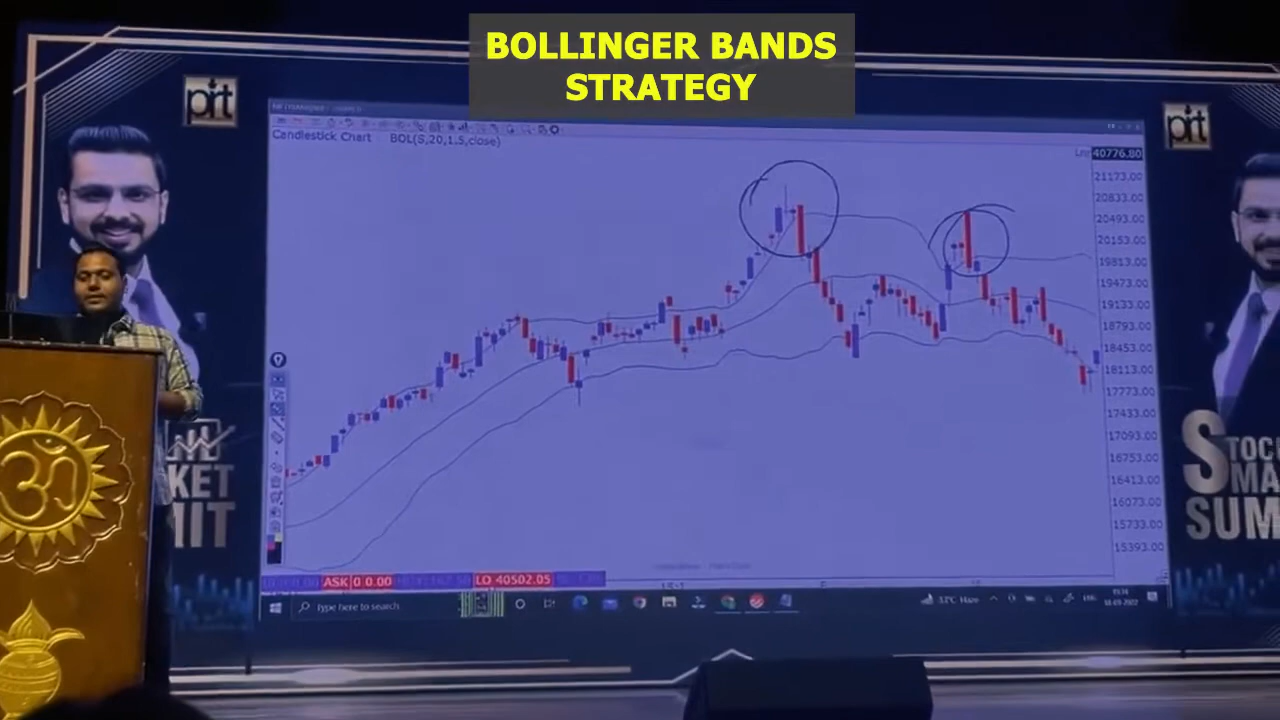 BOLLINGER BANDS
STRATEGY
prt
prt
Candlestick Chart BOL(S,20,1.5,close)
40776.80
21173.00
20833.00
20493.00
20153.00
19813.00
19473.00
19133.00
18793.00
18453.00
18113.00
17773.00
17433.00
17093.00
16753.00
16413.00
16073.00
15733.00
15393.00
ASK|0 0.00
LO 40502.05
Type here to search
32°C Haze
ॐ
KET
STOC
MA
SUM